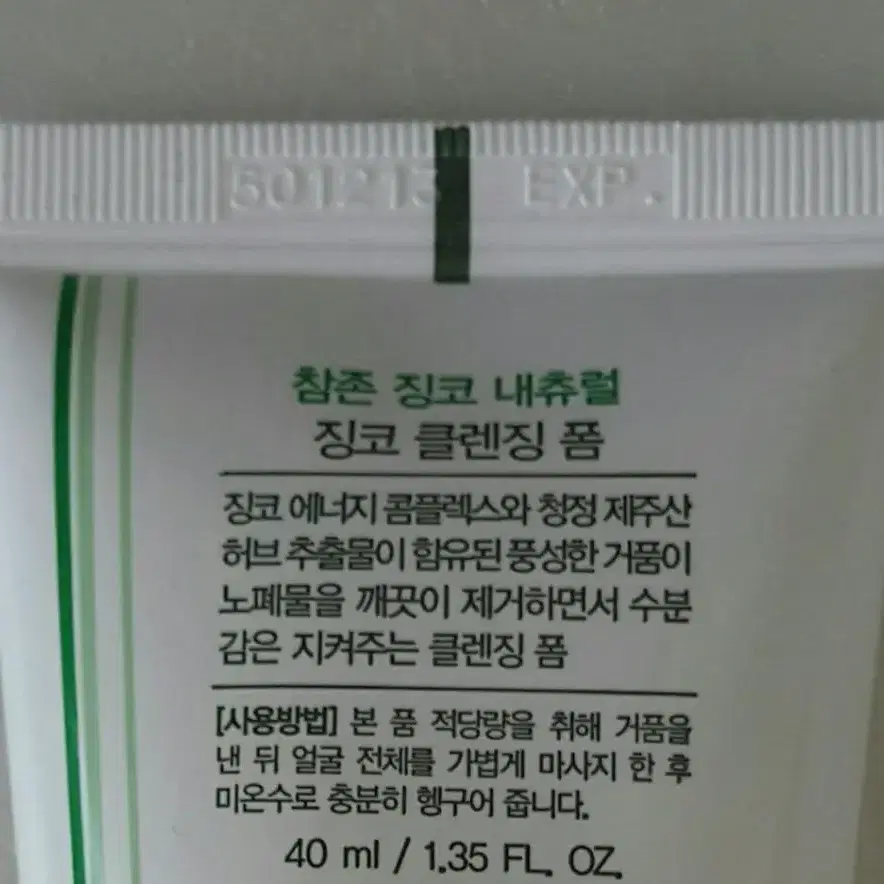 501213 EXP.
참존 징코 내츄럴
징코 클렌징 폼
징코 에너지 콤플렉스와 청정 제주산
허브 추출물이 함유된 풍성한 거품이
노폐물을 깨끗이 제거하면서 수분
감은 지켜주는 클렌징 폼
[사용방법] 본 품 적당량을 취해 거품을
낸 뒤 얼굴 전체를 가볍게 마사지 한 후
미온수로 충분히 헹구어 줍니다.
40 ml / 1.35 FL. OZ.